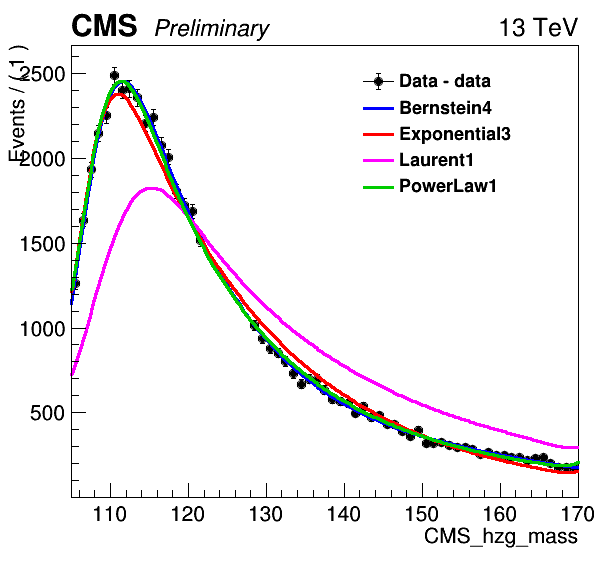 CMS Preliminary 13 TeV
Events / ( 1 )
2500
2000
1500
1000
500
Data - data
Bernstein4
Exponential3
Laurent1
PowerLaw1
110 120 130 140 150 160 170
CMS_hzg_mass